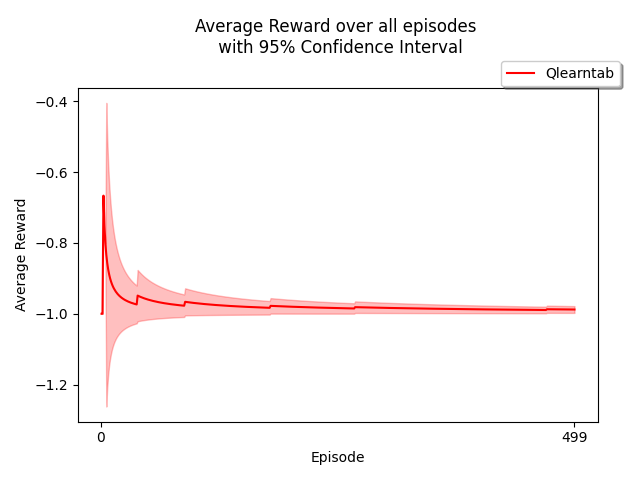 Average Reward over all episodes
with 95% Confidence Interval
Qlearntab
−0.4
−0.6
−0.8
−1.0
−1.2
Average Reward
0
499
Episode